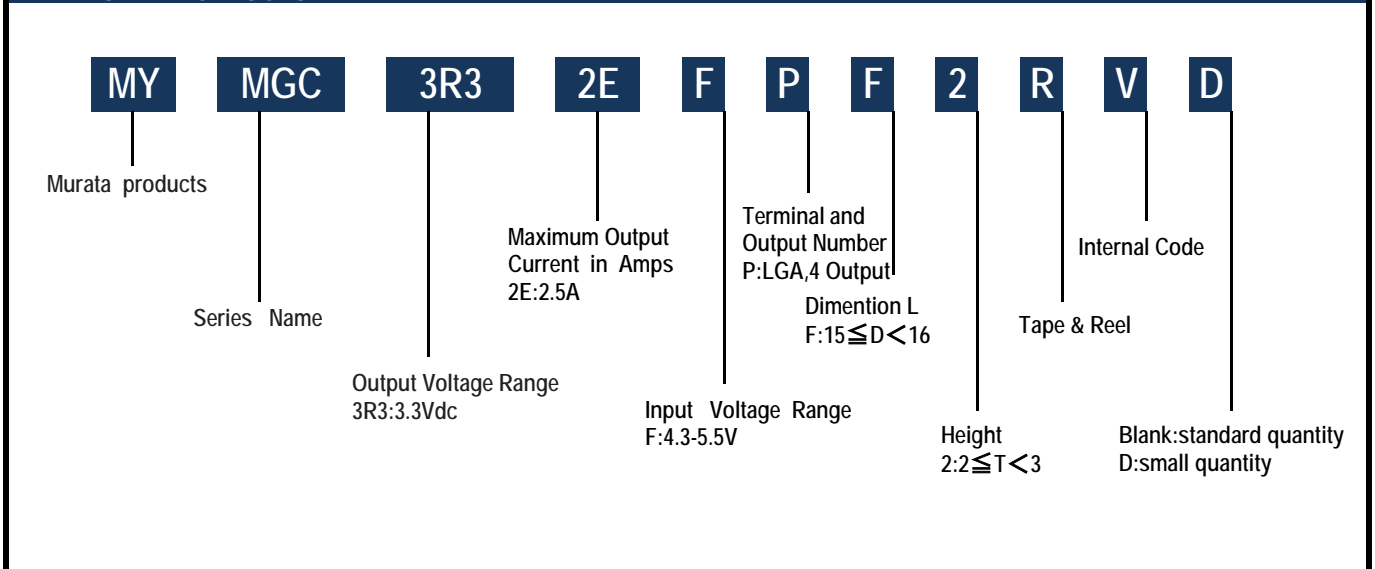 MY MGC 3R3 2E F P F 2 R V D
Murata products
Series Name
Output Voltage Range
3R3:3.3Vdc
Maximum Output
Current in Amps
2E:2.5A
Input Voltage Range
F:4.3-5.5V
Terminal and
Output Number
P:LGA,4 Output
Dimention L
F:15≦D<16
Height
2:2≦T<3
Tape & Reel
Internal Code
Blank:standard quantity
D:small quantity